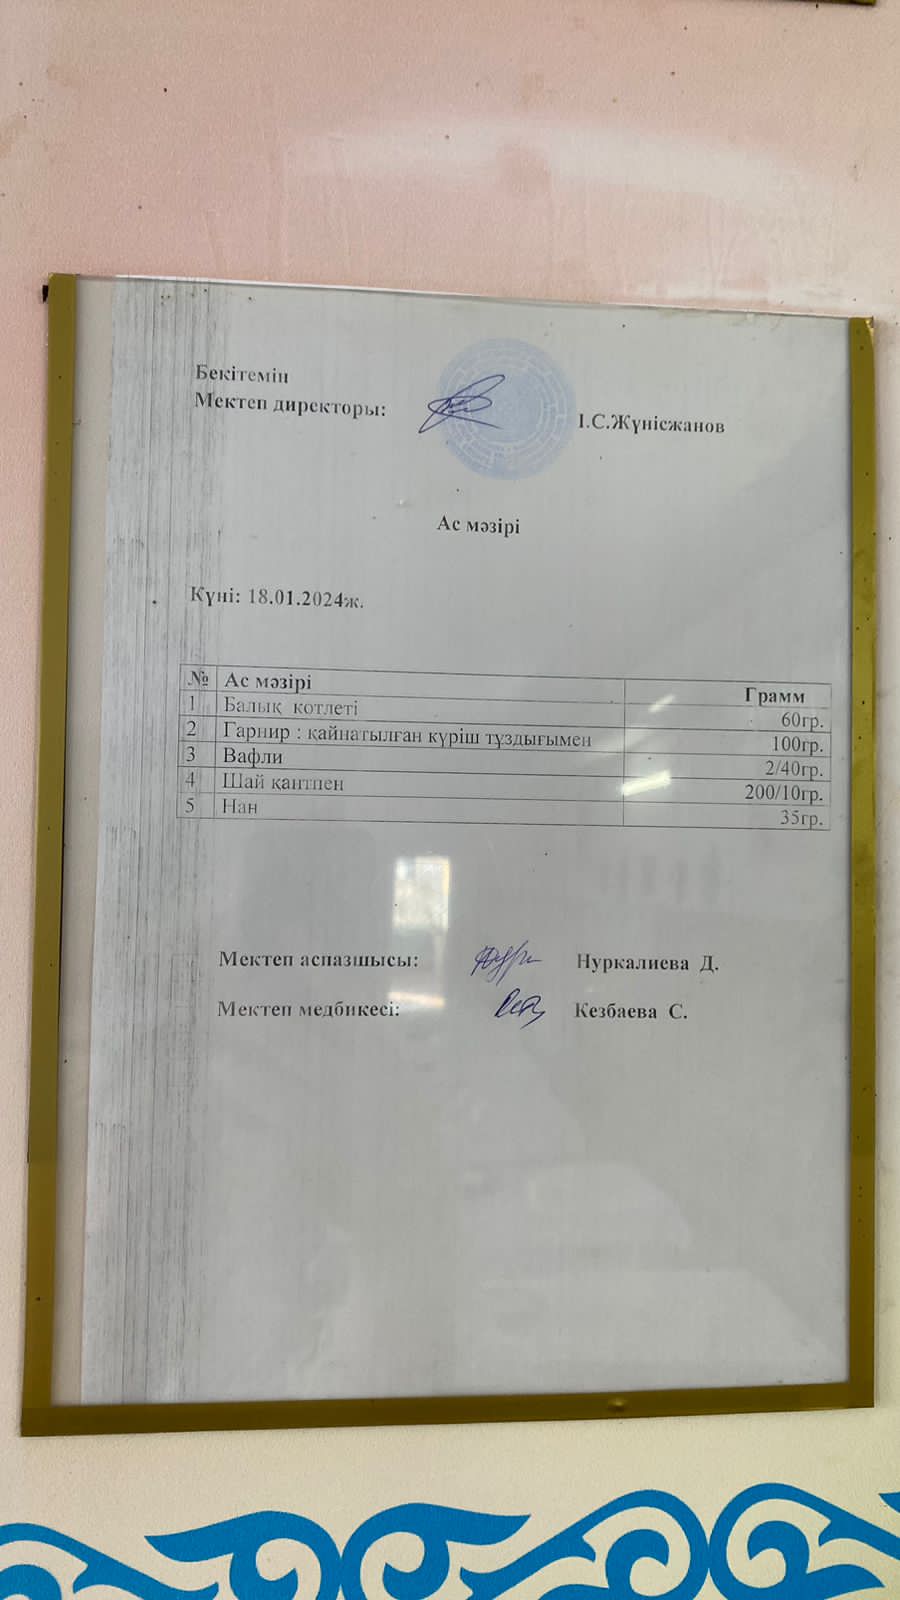 Бекітемін
Мектеп директоры: І.С.Жүнісжанов
Ас мәзірі
Күні: 18.01.2024ж.
№ Ас мәзірі Грамм
1 Балық котлеті 60гр.
2 Гарнир : қайнатылған күріш тұздығымен 100гр.
3 Вафли 2/40гр.
4 Шай қантпен 200/10гр.
5 Нан 35гр.
Мектеп аспазшысы: Нуркалиева Д.
Мектеп медбикесі: Кезбаева С.